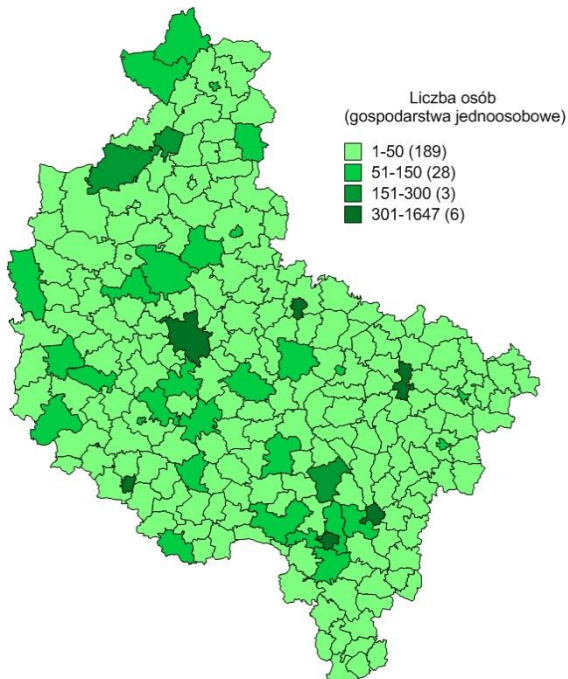 Liczba osób
(gospodarstwa jednoosobowe)
1-50 (189)
51-150 (28)
151-300 (3)
301-1647 (6)